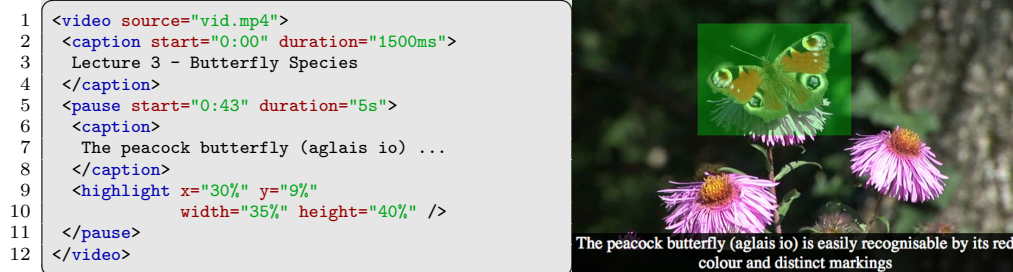 1 <video source="vid.mp4">
2 <caption start="0:00" duration="1500ms">
3 Lecture 3 - Butterfly Species
4 </caption>
5 <pause start="0:43" duration="5s">
6 <caption>
7 The peacock butterfly (aglais io) ...
8 </caption>
9 <highlight x="30%" y="9%"
10 width="35%" height="40%" />
11 </pause>
12 </video>
The peacock butterfly (aglais io) is easily recognisable by its red
colour and distinct markings